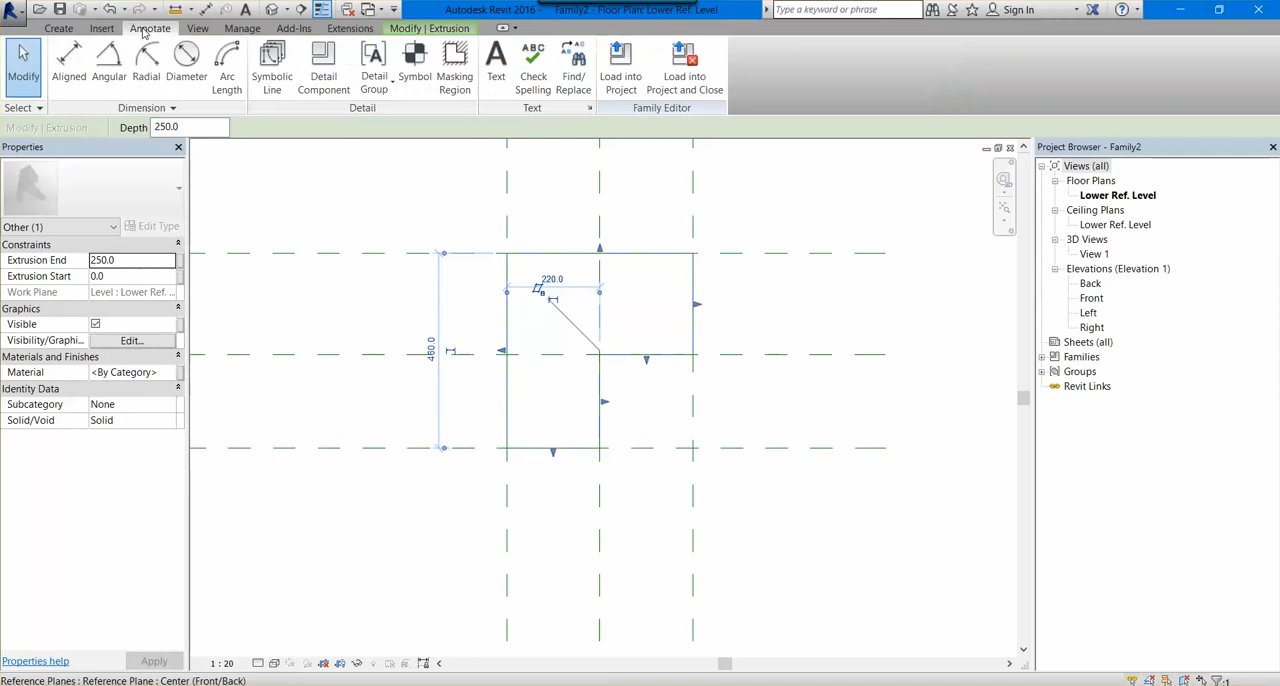 Autodesk Revit 2016 - Family2 - Floor Plan: Lower Ref. Level
Type a keyword or phrase
Sign In
Create Insert Annotate View Manage Add-Ins Extensions Modify | Extrusion
Modify Aligned Angular Radial Diameter Arc Length Symbolic Line Detail Component Detail Group Symbol Masking Region Text Check Spelling Find/ Replace Load into Project Load into Project and Close
Select Dimension Detail Text Family Editor
Modify | Extrusion Depth 250.0
Properties
Other (1) Edit Type
Constraints
Extrusion End 250.0
Extrusion Start 0.0
Work Plane Level : Lower Ref. ...
Graphics
Visible
Visibility/Graphi... Edit...
Materials and Finishes
Material <By Category>
Identity Data
Subcategory None
Solid/Void Solid
Properties help Apply
220.0
1 : 20
Project Browser - Family2
Views (all)
Floor Plans
Lower Ref. Level
Ceiling Plans
Lower Ref. Level
3D Views
View 1
Elevations (Elevation 1)
Back
Front
Left
Right
Sheets (all)
Families
Groups
Revit Links
Reference Planes : Reference Plane : Center (Front/Back)
:1